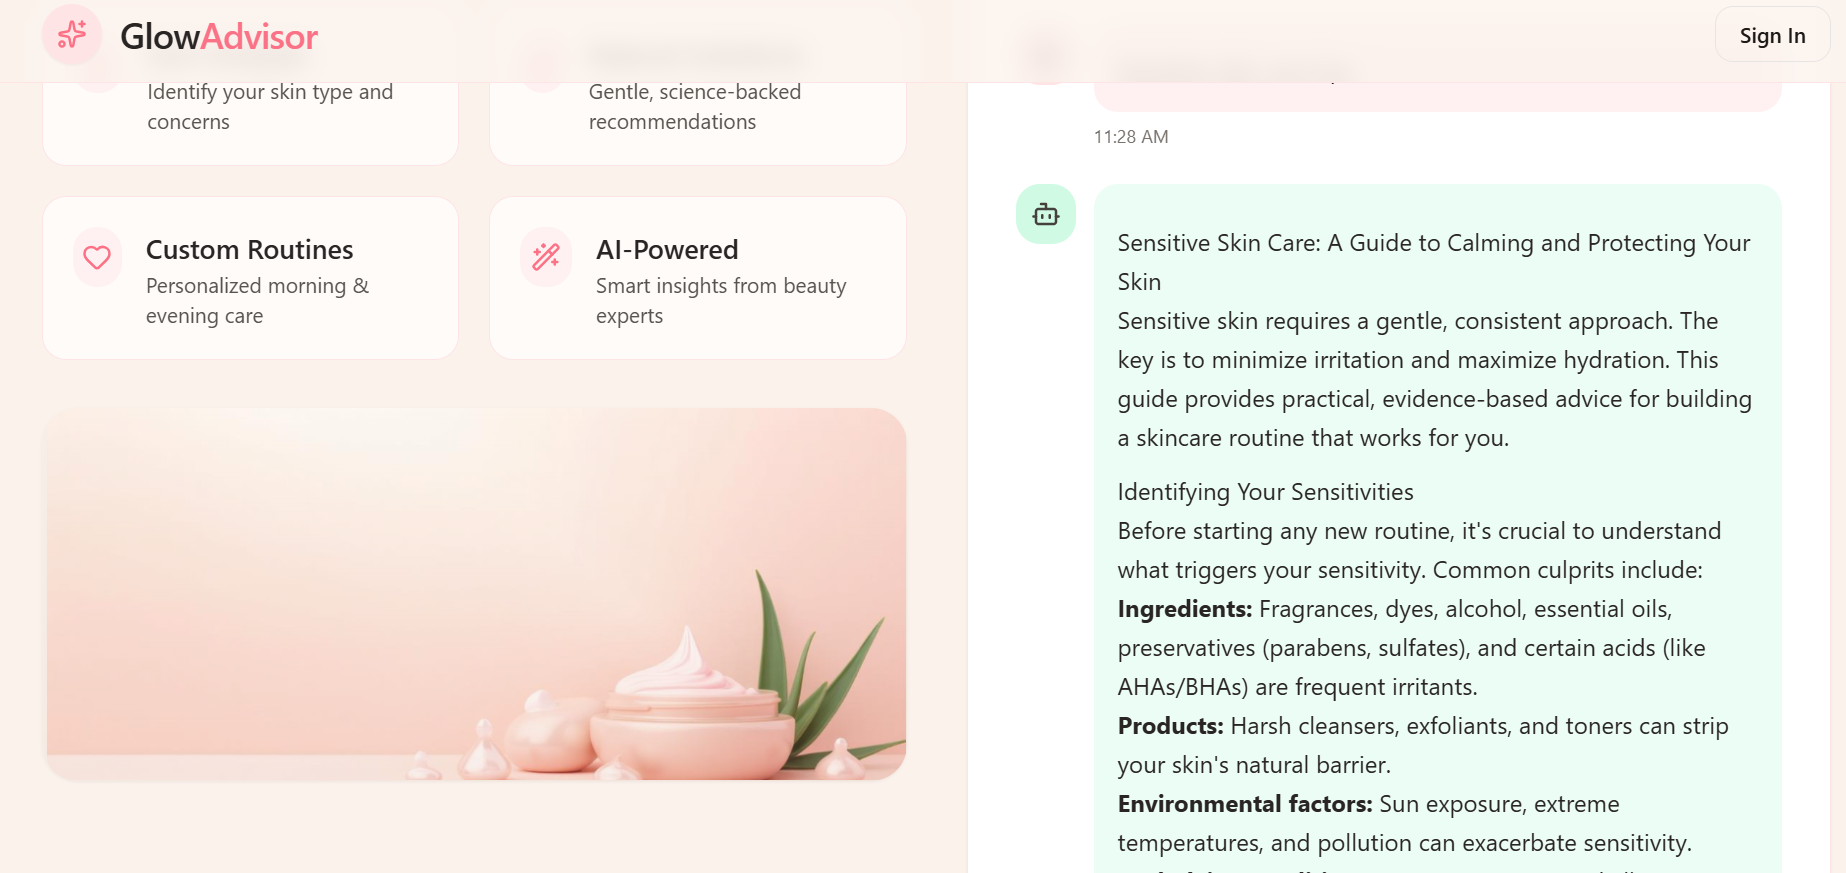 GlowAdvisor
Sign In
Identify your skin type and
concerns
Gentle, science-backed
recommendations
Custom Routines
Personalized morning &
evening care
AI-Powered
Smart insights from beauty
experts
11:28 AM
Sensitive Skin Care: A Guide to Calming and Protecting Your
Skin
Sensitive skin requires a gentle, consistent approach. The
key is to minimize irritation and maximize hydration. This
guide provides practical, evidence-based advice for building
a skincare routine that works for you.
Identifying Your Sensitivities
Before starting any new routine, it's crucial to understand
what triggers your sensitivity. Common culprits include:
Ingredients: Fragrances, dyes, alcohol, essential oils,
preservatives (parabens, sulfates), and certain acids (like
AHAs/BHAs) are frequent irritants.
Products: Harsh cleansers, exfoliants, and toners can strip
your skin's natural barrier.
Environmental factors: Sun exposure, extreme
temperatures, and pollution can exacerbate sensitivity.